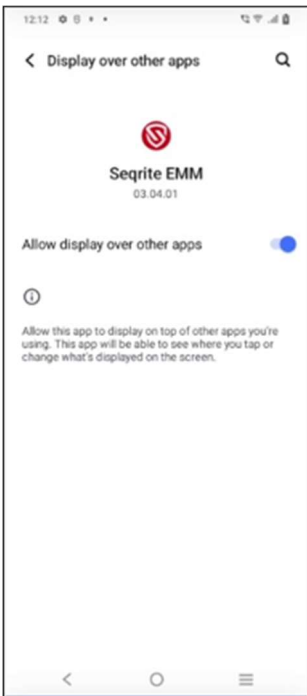 12:12
Display over other apps
Seqrite EMM
03.04.01
Allow display over other apps
Allow this app to display on top of other apps you're
using. This app will be able to see where you tap or
change what's displayed on the screen.